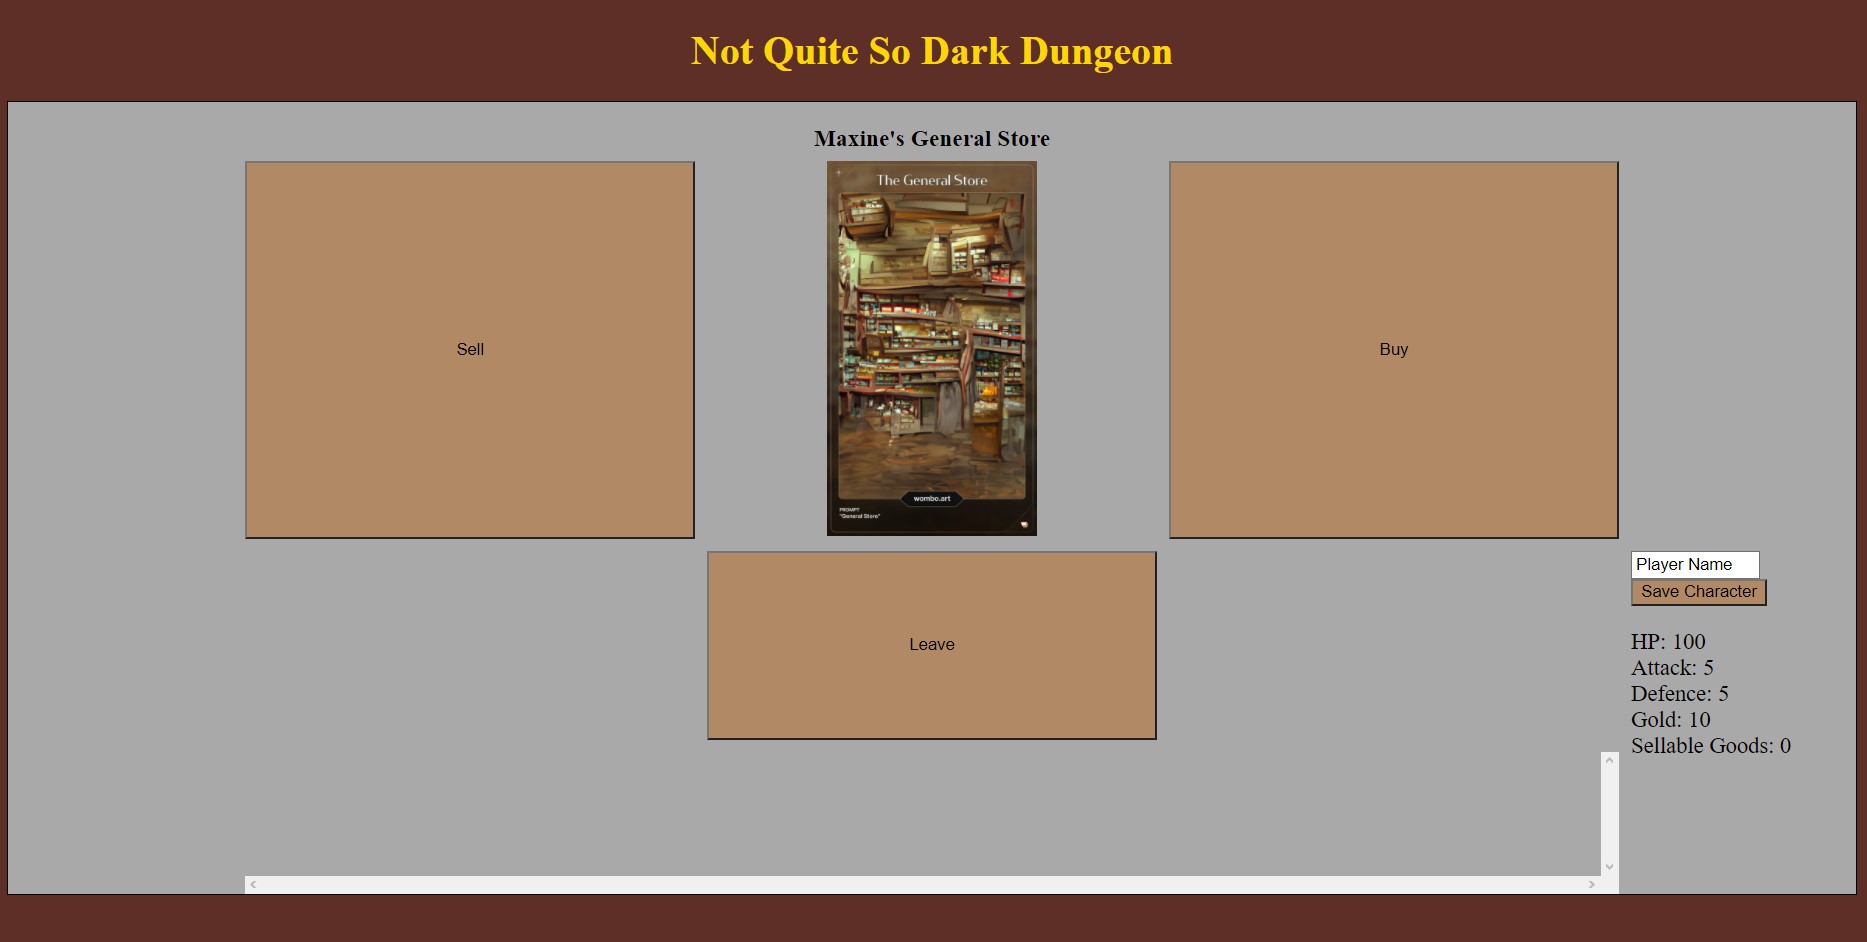 Not Quite So Dark Dungeon
Maxine's General Store
Sell
The General Store
wombo.art
PROMPT
"General Store"
Buy
Leave
Player Name
Save Character
HP: 100
Attack: 5
Defence: 5
Gold: 10
Sellable Goods: 0